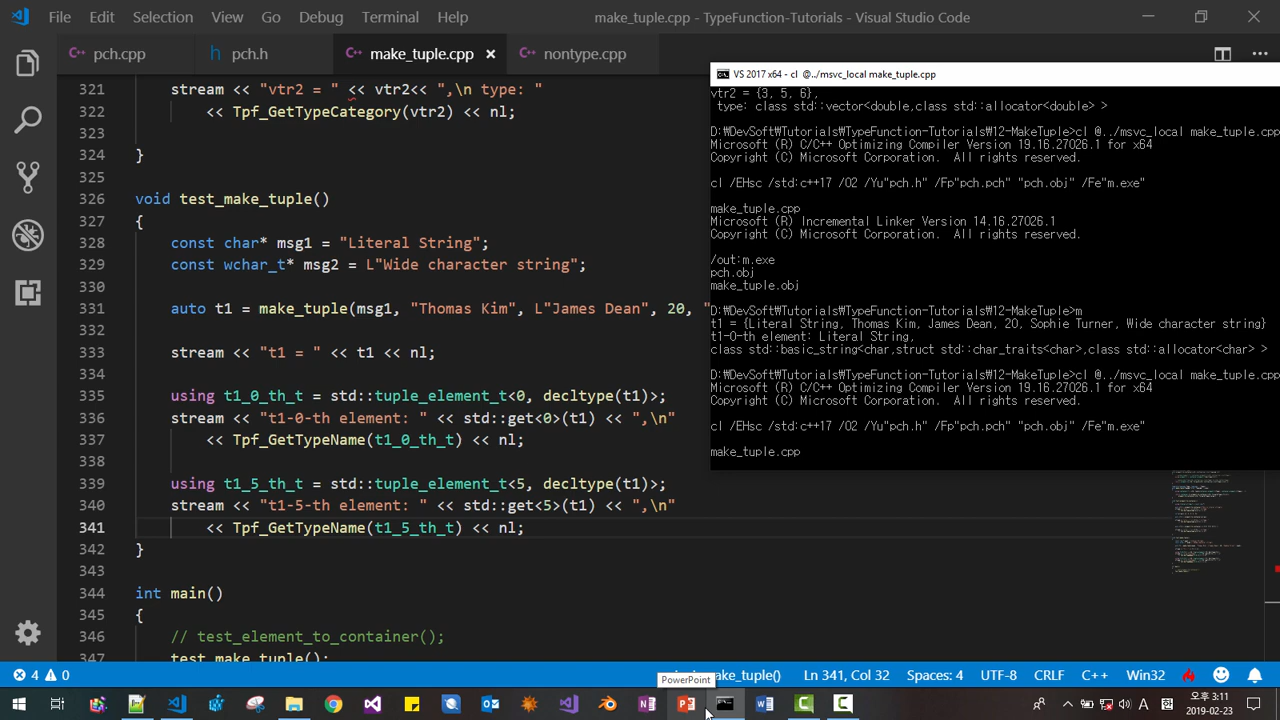 File Edit Selection View Go Debug Terminal Help make_tuple.cpp - TypeFunction-Tutorials - Visual Studio Code
pch.cpp pch.h make_tuple.cpp nontype.cpp
321 stream << "vtr2 = " << vtr2<< ",\n type: "
322 << Tpf_GetTypeCategory(vtr2) << nl;
323
324 }
325
326 void test_make_tuple()
327 {
328 const char* msg1 = "Literal String";
329 const wchar_t* msg2 = L"Wide character string";
330
331 auto t1 = make_tuple(msg1, "Thomas Kim", L"James Dean", 20, "
332
333 stream << "t1 = " << t1 << nl;
334
335 using t1_0_th_t = std::tuple_element_t<0, decltype(t1)>;
336 stream << "t1-0-th element: " << std::get<0>(t1) << ",\n"
337 << Tpf_GetTypeName(t1_0_th_t) << nl;
338
339 using t1_5_th_t = std::tuple_element_t<5, decltype(t1)>;
340 stream << "t1-5-th element: " << std::get<5>(t1) << ",\n"
341 << Tpf_GetTypeName(t1_5_th_t) << nl;
342 }
343
344 int main()
345 {
346 // test_element_to_container();
347 test_make_tuple();
VS 2017 x64 - cl @../msvc_local make_tuple.cpp
vtr2 = {3, 5, 6},
type: class std::vector<double,class std::allocator<double> >
D:₩DevSoft₩Tutorials₩TypeFunction-Tutorials₩12-MakeTuple>cl @../msvc_local make_tuple.cpp
Microsoft (R) C/C++ Optimizing Compiler Version 19.16.27026.1 for x64
Copyright (C) Microsoft Corporation. All rights reserved.
cl /EHsc /std:c++17 /O2 /Yu"pch.h" /Fp"pch.pch" "pch.obj" /Fe"m.exe"
make_tuple.cpp
Microsoft (R) Incremental Linker Version 14.16.27026.1
Copyright (C) Microsoft Corporation. All rights reserved.
/out:m.exe
pch.obj
make_tuple.obj
D:₩DevSoft₩Tutorials₩TypeFunction-Tutorials₩12-MakeTuple>m
t1 = {Literal String, Thomas Kim, James Dean, 20, Sophie Turner, Wide character string}
t1-0-th element: Literal String,
class std::basic_string<char,struct std::char_traits<char>,class std::allocator<char> >
D:₩DevSoft₩Tutorials₩TypeFunction-Tutorials₩12-MakeTuple>cl @../msvc_local make_tuple.cpp
Microsoft (R) C/C++ Optimizing Compiler Version 19.16.27026.1 for x64
Copyright (C) Microsoft Corporation. All rights reserved.
cl /EHsc /std:c++17 /O2 /Yu"pch.h" /Fp"pch.pch" "pch.obj" /Fe"m.exe"
make_tuple.cpp
4 0 make_tuple() Ln 341, Col 32 Spaces: 4 UTF-8 CRLF C++ Win32
PowerPoint
오후 3:11
2019-02-23